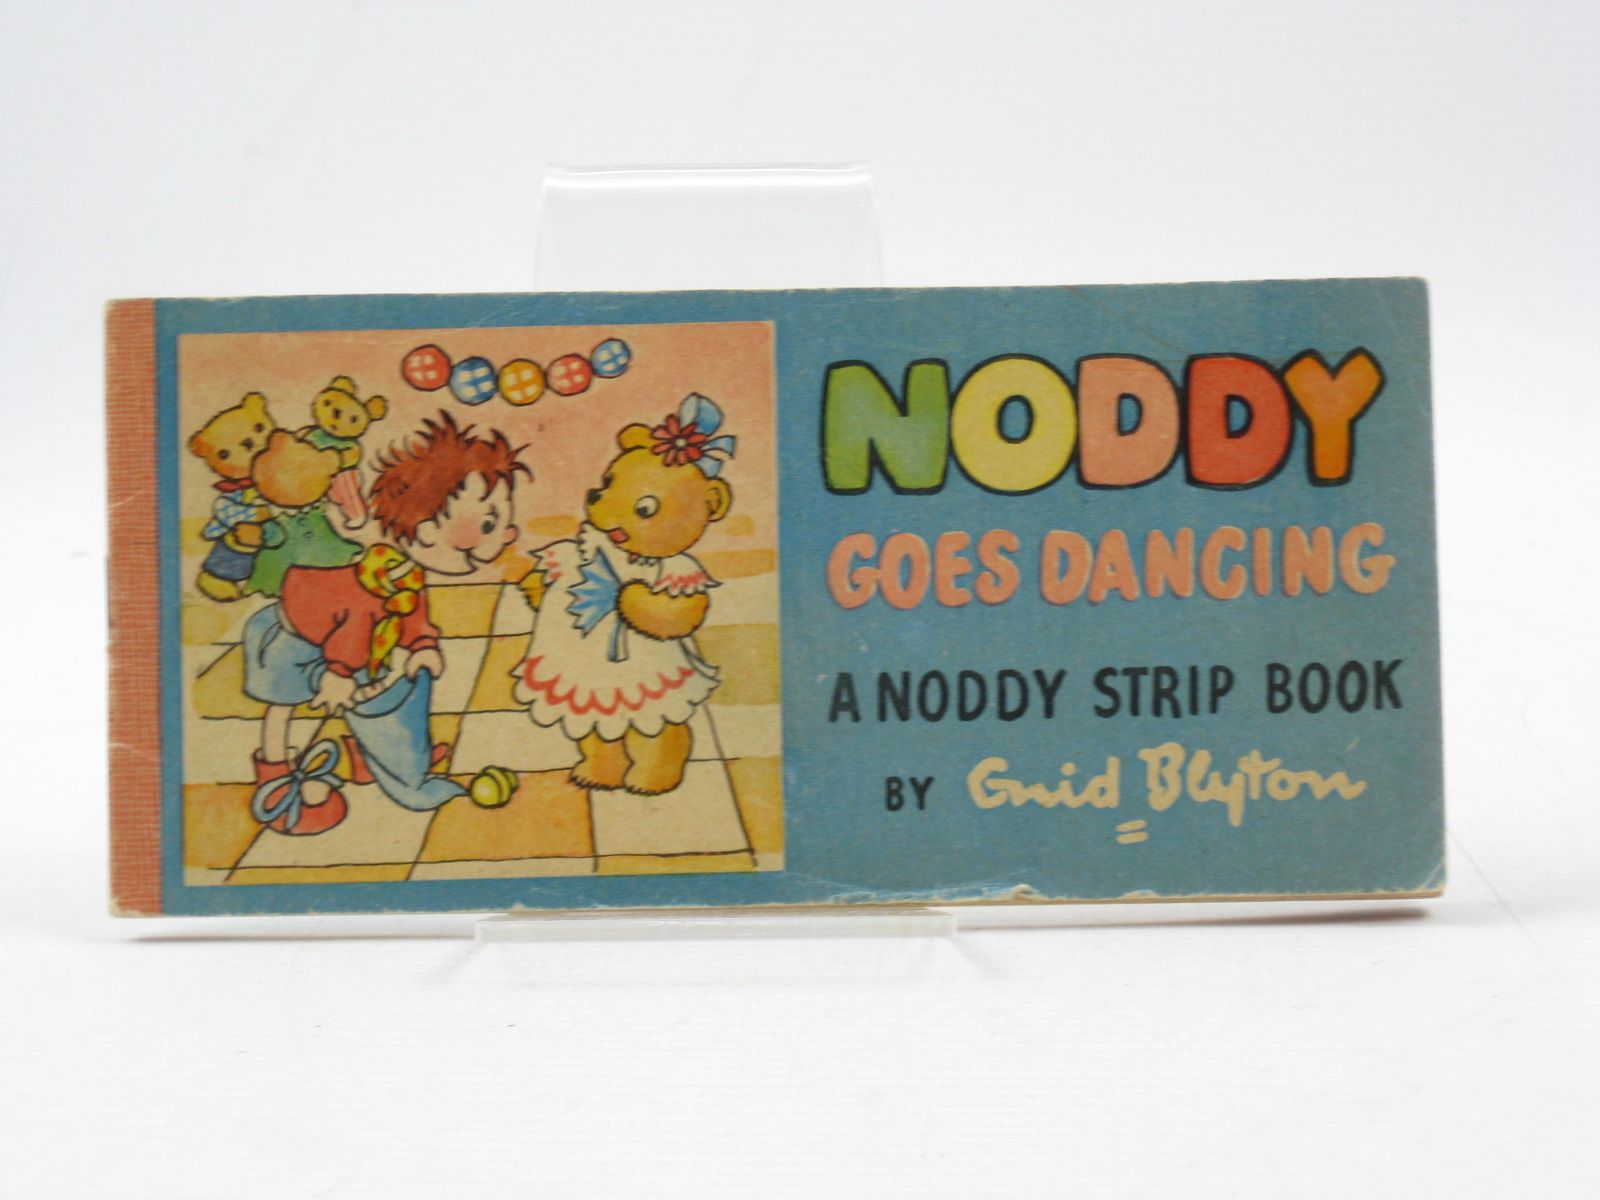 NODDY
GOES DANCING
A NODDY STRIP BOOK
BY Enid Blyton